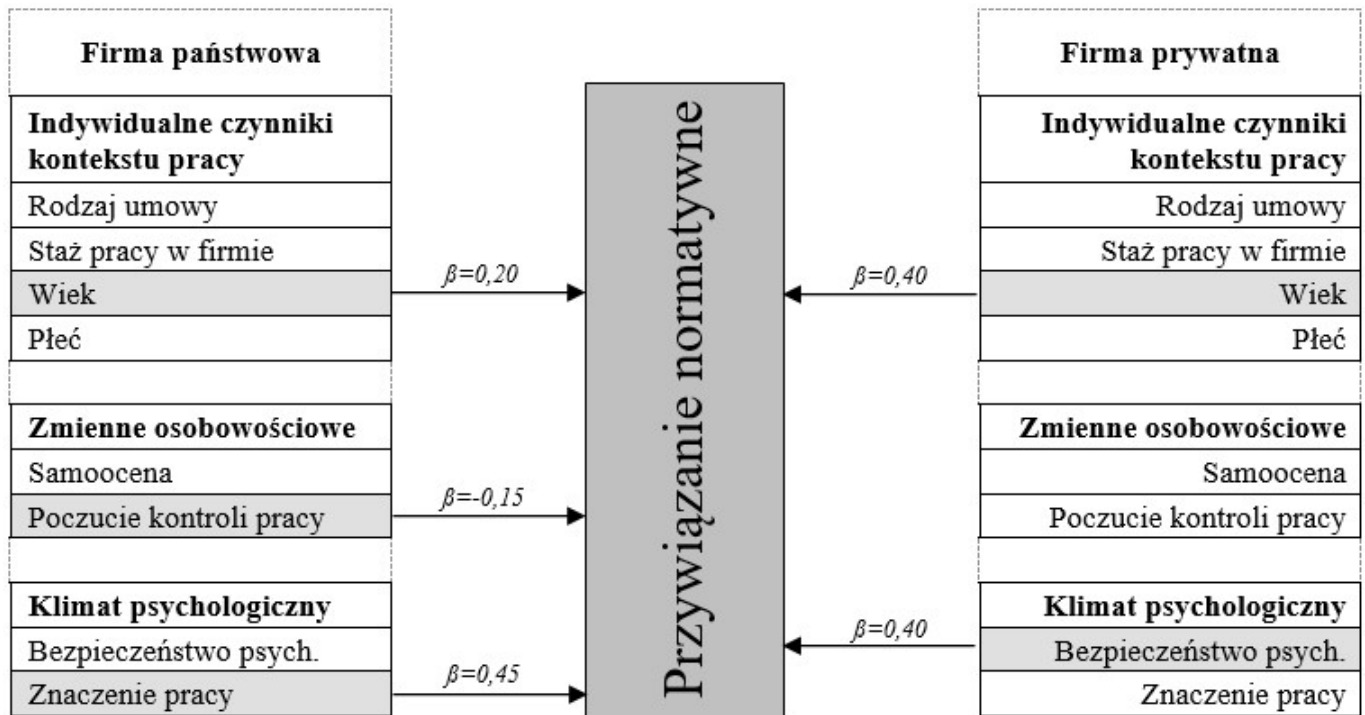 Firma państwowa
Indywidualne czynniki
kontekstu pracy
Rodzaj umowy
Staż pracy w firmie
Wiek
Płeć
Zmienne osobowościowe
Samoocena
Poczucie kontroli pracy
Klimat psychologiczny
Bezpieczeństwo psych.
Znaczenie pracy
β=0,20
β=-0,15
β=0,45
Przywiązanie normatywne
β=0,40
β=0,40
Firma prywatna
Indywidualne czynniki
kontekstu pracy
Rodzaj umowy
Staż pracy w firmie
Wiek
Płeć
Zmienne osobowościowe
Samoocena
Poczucie kontroli pracy
Klimat psychologiczny
Bezpieczeństwo psych.
Znaczenie pracy